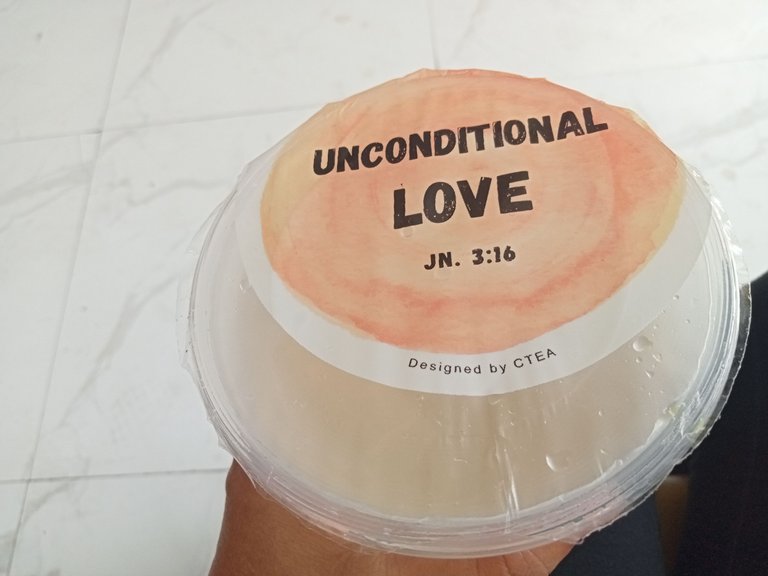 UNCONDITIONAL
LOVE
JN. 3:16
Designed by CTEA